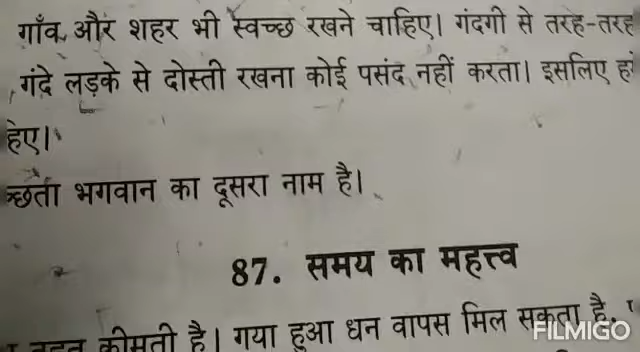 गाँव और शहर भी स्वच्छ रखने चाहिए। गंदगी से तरह-तरह
गंदे लड़के से दोस्ती रखना कोई पसंद नहीं करता। इसलिए
भगवान का दूसरा नाम है।
87. समय का महत्त्व
कीमती है। गया हुआ धन वापस मिल सकता है,
FILMIGO